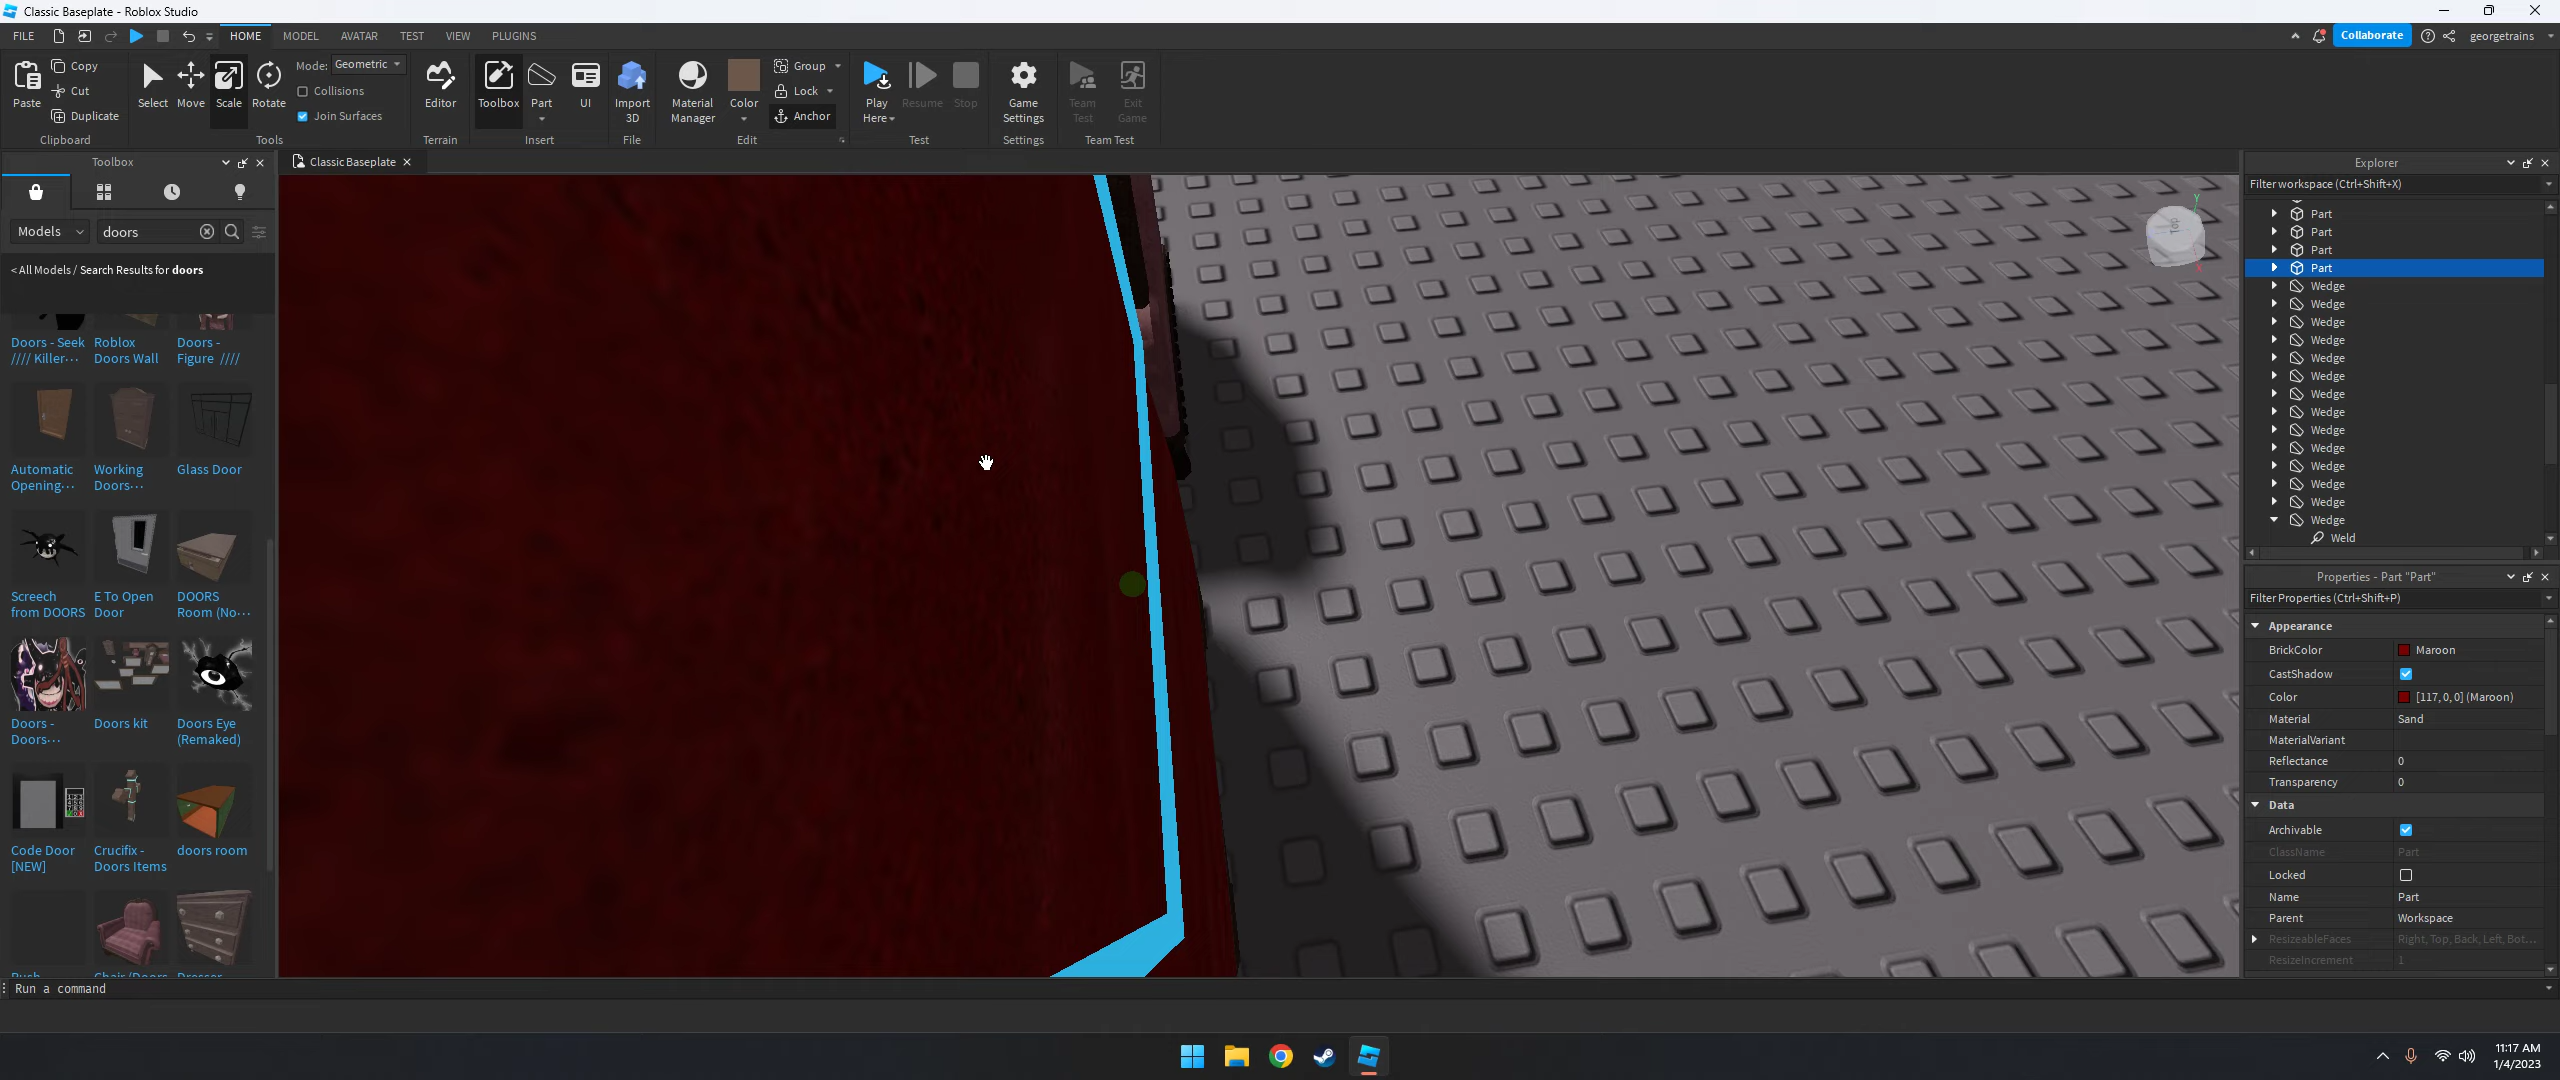 Classic Baseplate - Roblox Studio
FILE HOME MODEL AVATAR TEST VIEW PLUGINS Collaborate georgetrains
Paste Copy Cut Duplicate
Clipboard
Select Move Scale Rotate
Mode: Geometric
Collisions
Join Surfaces
Tools
Editor
Terrain
Toolbox Part UI
Insert
Import
3D
File
Material
Manager
Color
Group
Lock
Anchor
Edit
Play
Here
Resume Stop
Test
Game
Settings
Settings
Team
Test
Exit
Game
Team Test
Toolbox
Classic Baseplate
Models doors
< All Models / Search Results for doors
Doors - Seek
//// Killer...
Roblox
Doors Wall
Doors -
Figure ////
Automatic
Opening...
Working
Doors...
Glass Door
Screech
from DOORS
E To Open
Door
DOORS
Room (No...
Doors -
Doors...
Doors kit
Doors Eye
(Remaked)
Code Door
[NEW]
Crucifix -
Doors Items
doors room
Top
Y
X
Explorer
Filter workspace (Ctrl+Shift+X)
Part
Part
Part
Part
Wedge
Wedge
Wedge
Wedge
Wedge
Wedge
Wedge
Wedge
Wedge
Wedge
Wedge
Wedge
Wedge
Wedge
Weld
Properties - Part "Part"
Filter Properties (Ctrl+Shift+P)
Appearance
BrickColor Maroon
CastShadow
Color [117, 0, 0] (Maroon)
Material Sand
MaterialVariant
Reflectance 0
Transparency 0
Data
Archivable
ClassName Part
Locked
Name Part
Parent Workspace
ResizeableFaces Right, Top, Back, Left, Bot...
ResizeIncrement 1
Run a command
11:17 AM
1/4/2023